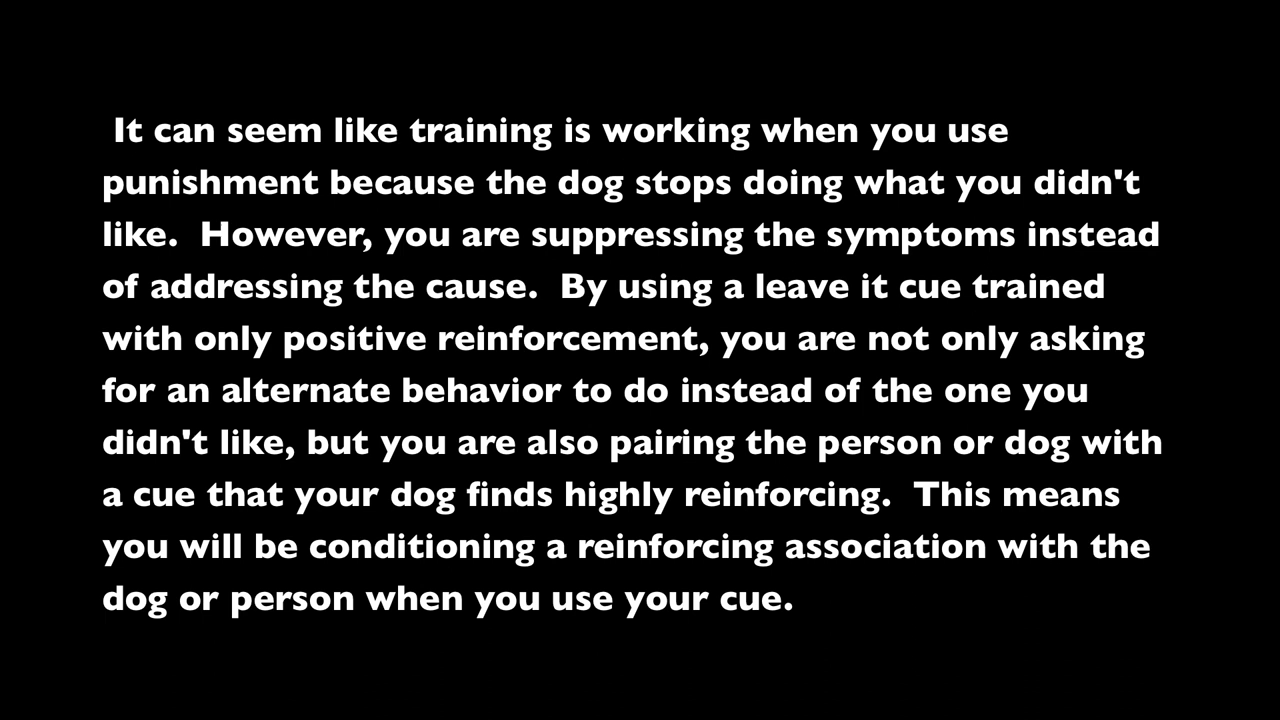 It can seem like training is working when you use
punishment because the dog stops doing what you didn't
like.  However, you are suppressing the symptoms instead
of addressing the cause.  By using a leave it cue trained
with only positive reinforcement, you are not only asking
for an alternate behavior to do instead of the one you
didn't like, but you are also pairing the person or dog with
a cue that your dog finds highly reinforcing.  This means
you will be conditioning a reinforcing association with the
dog or person when you use your cue.